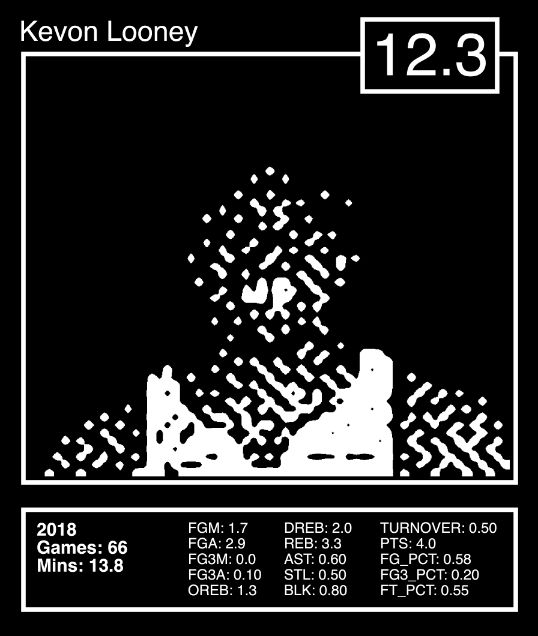 Kevon Looney
12.3
2018
Games: 66
Mins: 13.8
FGM: 1.7
FGA: 2.9
FG3M: 0.0
FG3A: 0.10
OREB: 1.3
DREB: 2.0
REB: 3.3
AST: 0.60
STL: 0.50
BLK: 0.80
TURNOVER: 0.50
PTS: 4.0
FG_PCT: 0.58
FG3_PCT: 0.20
FT_PCT: 0.55